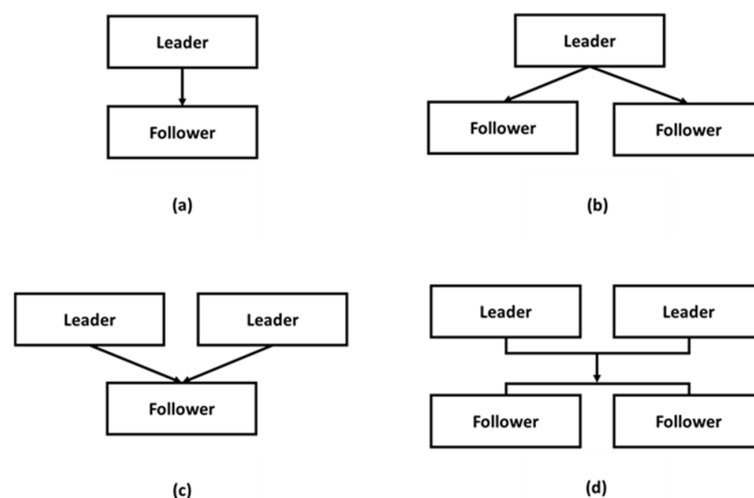 Leader
Follower
(a)
Leader
Follower Follower
(b)
Leader Leader
Follower
(c)
Leader Leader
Follower Follower
(d)